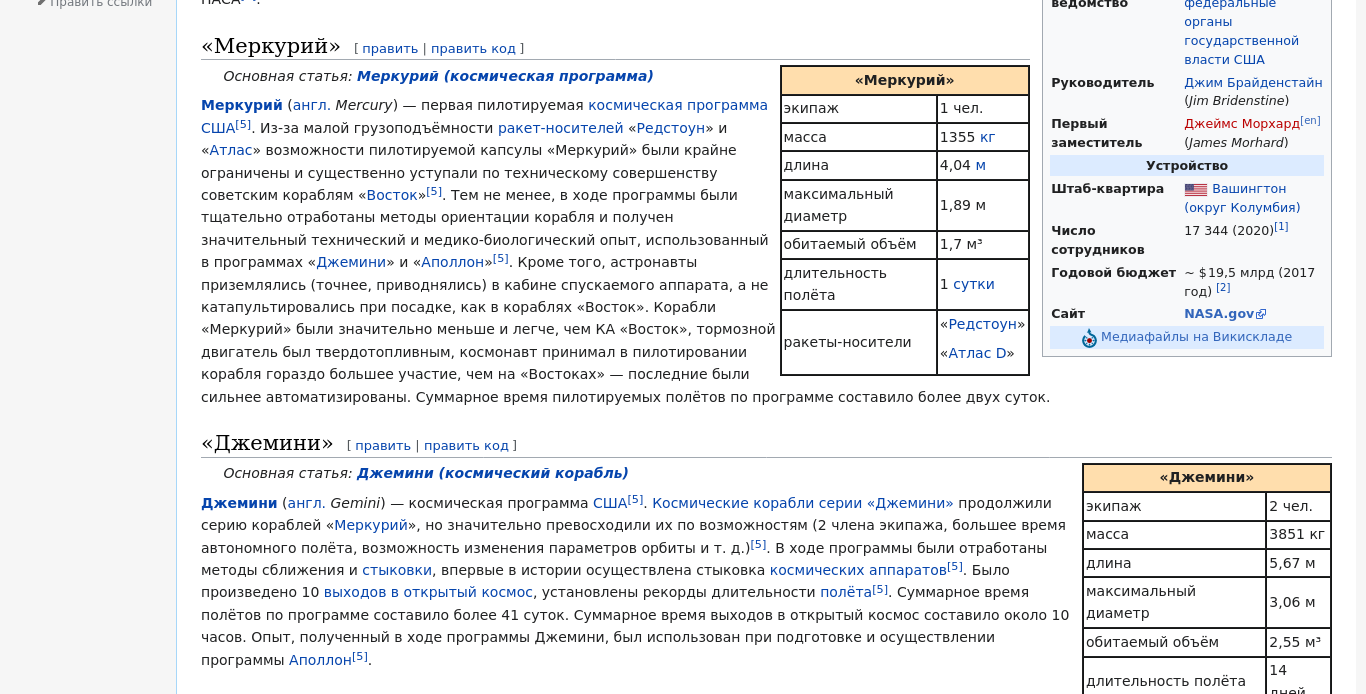 Править ссылки
НАСА
«Меркурий» [ править | править код ]
Основная статья: Меркурий (космическая программа)
Меркурий (англ. Mercury) — первая пилотируемая космическая программа
США[5]. Из-за малой грузоподъёмности ракет-носителей «Редстоун» и
«Атлас» возможности пилотируемой капсулы «Меркурий» были крайне
ограничены и существенно уступали по техническому совершенству
советским кораблям «Восток»[5]. Тем не менее, в ходе программы были
тщательно отработаны методы ориентации корабля и получен
значительный технический и медико-биологический опыт, использованный
в программах «Джемини» и «Аполлон»[5]. Кроме того, астронавты
приземлялись (точнее, приводнялись) в кабине спускаемого аппарата, а не
катапультировались при посадке, как в кораблях «Восток». Корабли
«Меркурий» были значительно меньше и легче, чем КА «Восток», тормозной
двигатель был твердотопливным, космонавт принимал в пилотировании
корабля гораздо большее участие, чем на «Востоках» — последние были
сильнее автоматизированы. Суммарное время пилотируемых полётов по программе составило более двух суток.
«Меркурий»
экипаж 1 чел.
масса 1355 кг
длина 4,04 м
максимальный
диаметр 1,89 м
обитаемый объём 1,7 м³
длительность
полёта 1 сутки
ракеты-носители «Редстоун»
«Атлас D»
ведомство федеральные
органы
государственной
власти США
Руководитель Джим Брайденстайн
(Jim Bridenstine)
Первый Джеймс Морхард[en]
заместитель (James Morhard)
Устройство
Штаб-квартира Вашингтон
(округ Колумбия)
Число 17 344 (2020)[1]
сотрудников
Годовой бюджет ~ $19,5 млрд (2017
год) [2]
Сайт NASA.gov
Медиафайлы на Викискладе
«Джемини» [ править | править код ]
Основная статья: Джемини (космический корабль)
Джемини (англ. Gemini) — космическая программа США[5]. Космические корабли серии «Джемини» продолжили
серию кораблей «Меркурий», но значительно превосходили их по возможностям (2 члена экипажа, большее время
автономного полёта, возможность изменения параметров орбиты и т. д.)[5]. В ходе программы были отработаны
методы сближения и стыковки, впервые в истории осуществлена стыковка космических аппаратов[5]. Было
произведено 10 выходов в открытый космос, установлены рекорды длительности полёта[5]. Суммарное время
полётов по программе составило более 41 суток. Суммарное время выходов в открытый космос составило около 10
часов. Опыт, полученный в ходе программы Джемини, был использован при подготовке и осуществлении
программы Аполлон[5].
«Джемини»
экипаж 2 чел.
масса 3851 кг
длина 5,67 м
максимальный
диаметр 3,06 м
обитаемый объём 2,55 м³
длительность полёта 14
дней